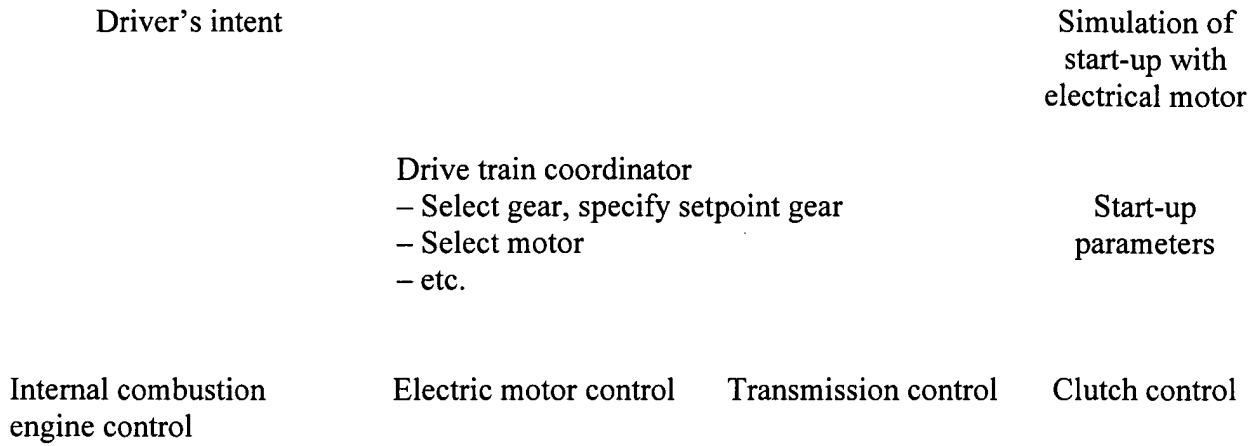 Driver’s intent
Simulation of
start-up with
electrical motor
Drive train coordinator
– Select gear, specify setpoint gear
– Select motor
– etc.
Start-up
parameters
Internal combustion
engine control
Electric motor control
Transmission control
Clutch control